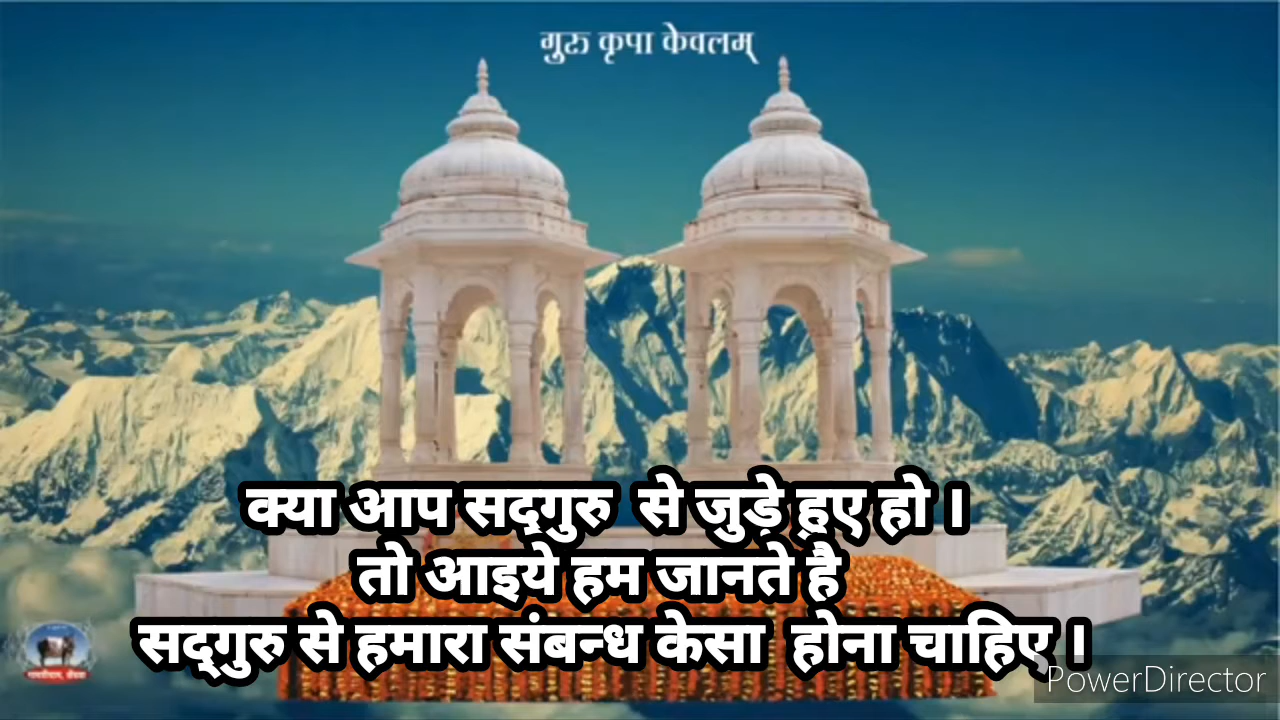 गुरु कृपा केवलम्
क्या आप सद्गुरु से जुड़े हुए हो ।
तो आइये हम जानते है
सद्गुरु से हमारा संबन्ध केसा होना चाहिए ।
PowerDirector